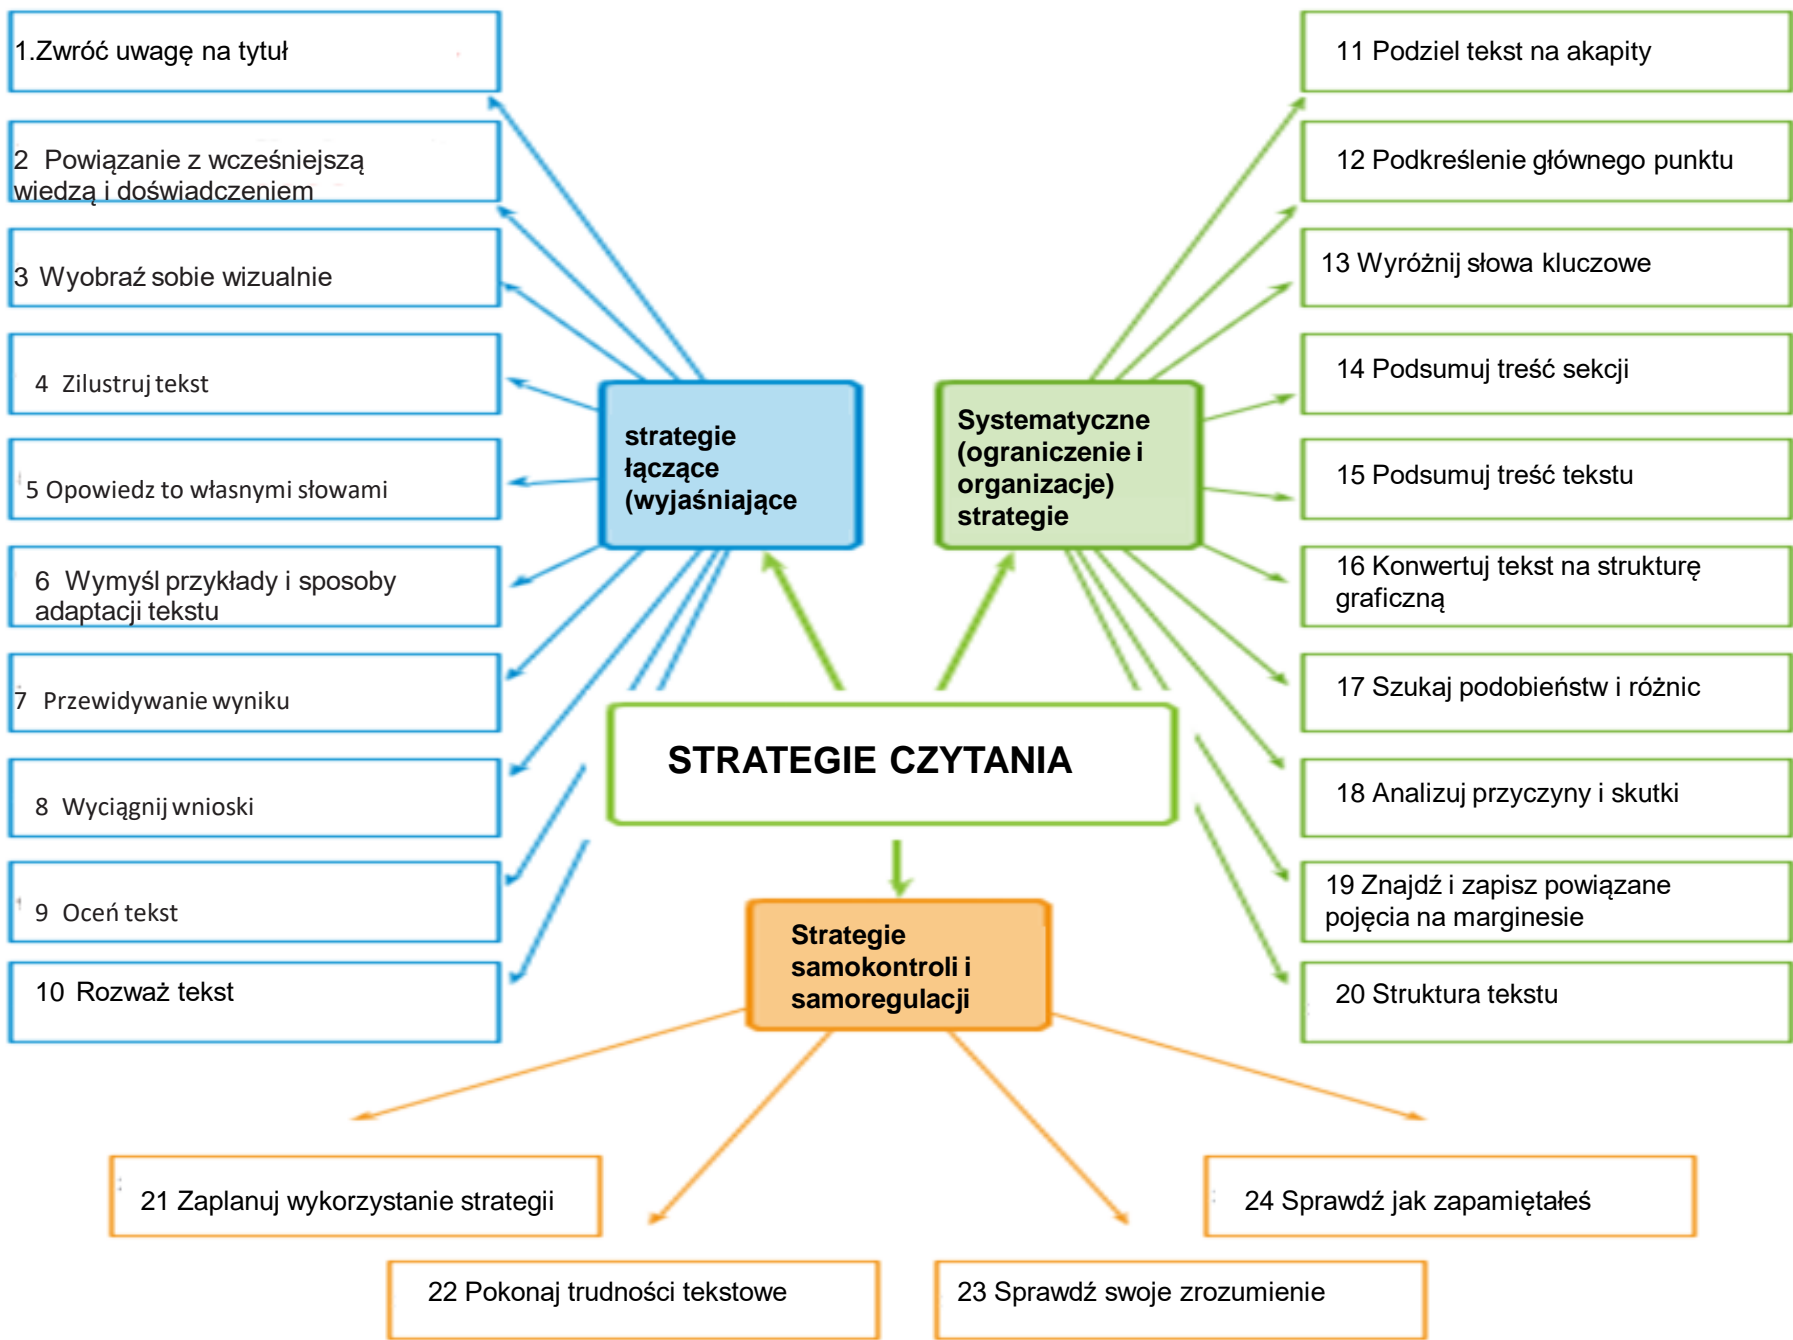 1.Zwróć uwagę na tytuł
2 Powiązanie z wcześniejszą
wiedzą i doświadczeniem
3 Wyobraź sobie wizualnie
4 Zilustruj tekst
5 Opowiedz to własnymi słowami
6 Wymyśl przykłady i sposoby
adaptacji tekstu
7 Przewidywanie wyniku
8 Wyciągnij wnioski
9 Oceń tekst
10 Rozważ tekst
strategie
łączące
(wyjaśniające
Systematyczne
(ograniczenie i
organizacje)
strategie
STRATEGIE CZYTANIA
Strategie
samokontroli i
samoregulacji
11 Podziel tekst na akapity
12 Podkreślenie głównego punktu
13 Wyróżnij słowa kluczowe
14 Podsumuj treść sekcji
15 Podsumuj treść tekstu
16 Konwertuj tekst na strukturę
graficzną
17 Szukaj podobieństw i różnic
18 Analizuj przyczyny i skutki
19 Znajdź i zapisz powiązane
pojęcia na marginesie
20 Struktura tekstu
21 Zaplanuj wykorzystanie strategii
22 Pokonaj trudności tekstowe
23 Sprawdź swoje zrozumienie
24 Sprawdź jak zapamiętałeś